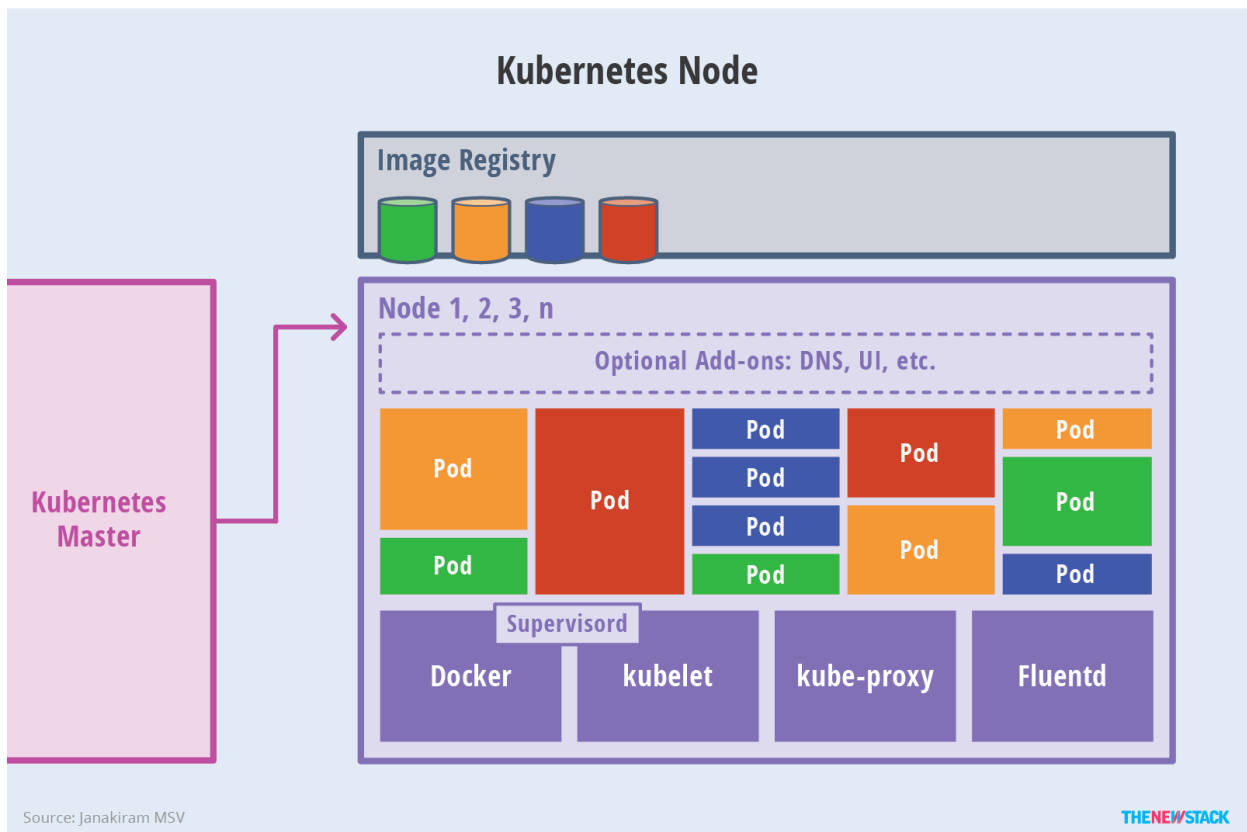 Kubernetes Node
Image Registry
Kubernetes
Master
Node 1, 2, 3, n
Optional Add-ons: DNS, UI, etc.
Pod
Pod
Pod
Pod
Pod
Pod
Pod
Pod
Pod
Pod
Pod
Pod
Supervisord
Docker
kubelet
kube-proxy
Fluentd
Source: Janakiram MSV
THENEWSTACK